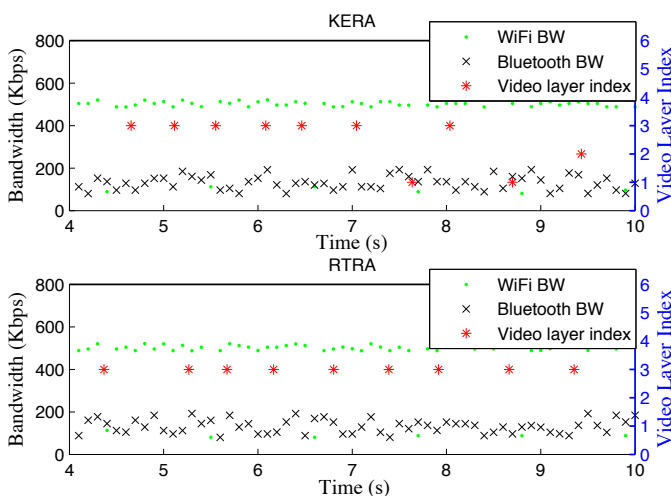 KERA
800
600
400
200
0
Bandwidth (Kbps)
WiFi BW
Bluetooth BW
Video layer index
6
5
4
3
2
1
0
Video Layer Index
4
5
6
7
8
9
10
Time (s)
RTRA
800
600
400
200
0
Bandwidth (Kbps)
WiFi BW
Bluetooth BW
Video layer index
6
5
4
3
2
1
0
Video Layer Index
4
5
6
7
8
9
10
Time (s)